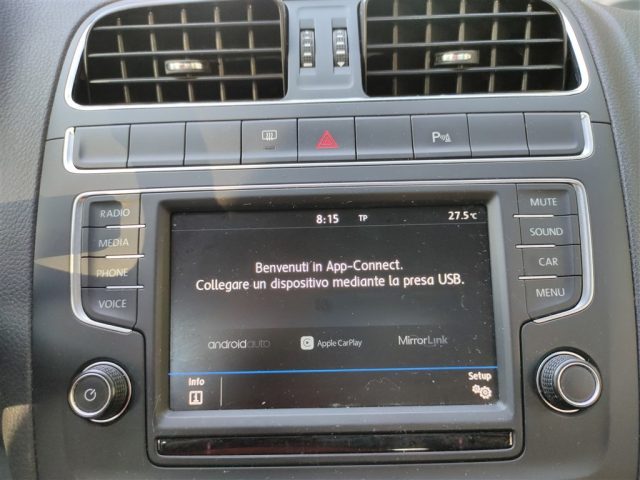 P
RADIO
MEDIA
PHONE
VOICE
8:15 TP 27.5°C
Benvenuti in App-Connect.
Collegare un dispositivo mediante la presa USB.
androidauto Apple CarPlay MirrorLink
Info Setup
MUTE
SOUND
CAR
MENU